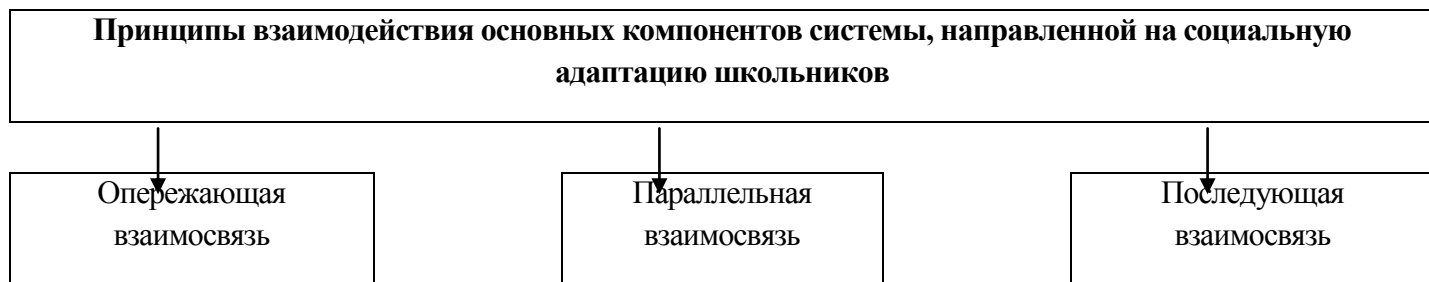 Принципы взаимодействия основных компонентов системы, направленной на социальную
адаптацию школьников
Опережающая
взаимосвязь
Параллельная
взаимосвязь
Последующая
взаимосвязь